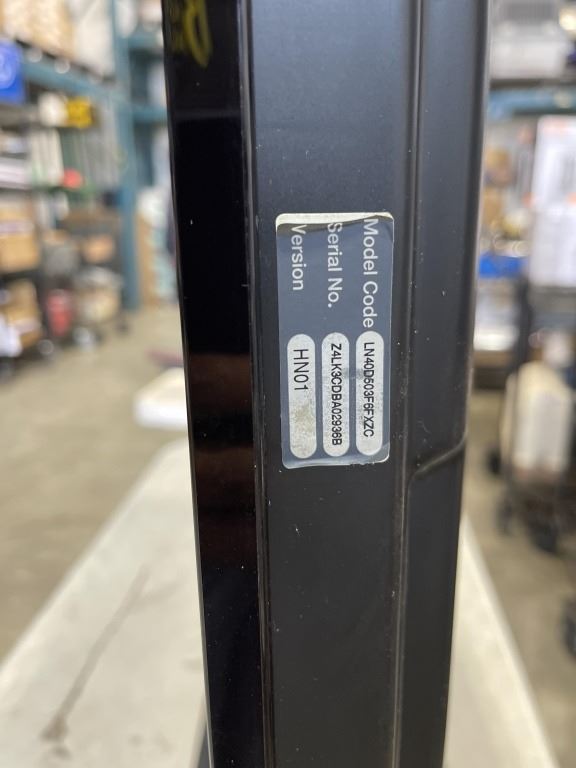 Model Code LN40D503F6FXZC
Serial No. Z4LK3CDBA02936B
Version HN01